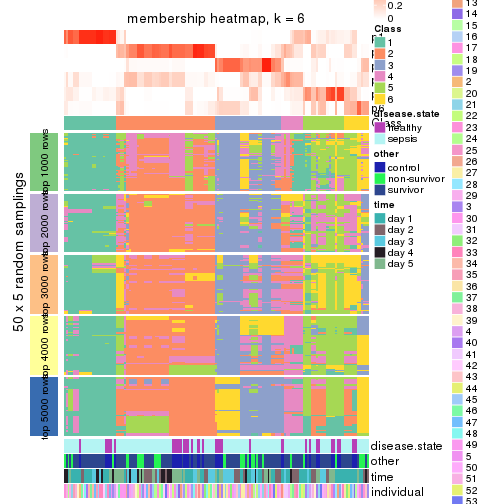 membership heatmap, k = 6
50 x 5 random samplings
top 1000 rows
top 2000 rows
top 3000 rows
top 4000 rows
top 5000 rows
disease.state
other
time
individual
0.2
0
Class
1
2
3
4
5
6
disease.state
healthy
sepsis
other
control
non-survivor
survivor
time
day 1
day 2
day 3
day 4
day 5
13
14
15
16
17
18
19
2
20
21
22
23
24
25
26
27
28
29
3
30
31
32
33
34
35
36
37
38
39
4
40
41
42
43
44
45
46
47
48
49
5
50
51
52
53